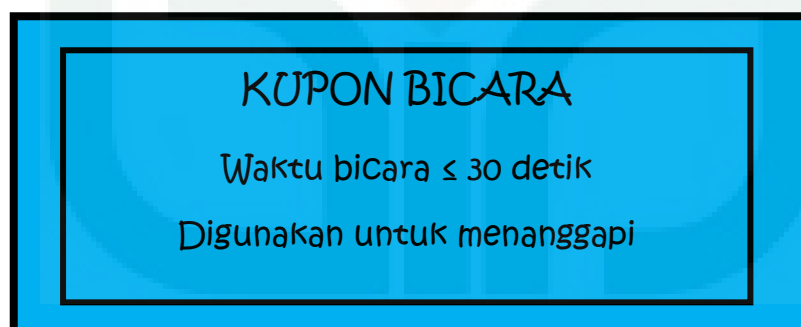 KUPON BICARA
Waktu bicara ≤ 30 detik
Digunakan untuk menanggapi